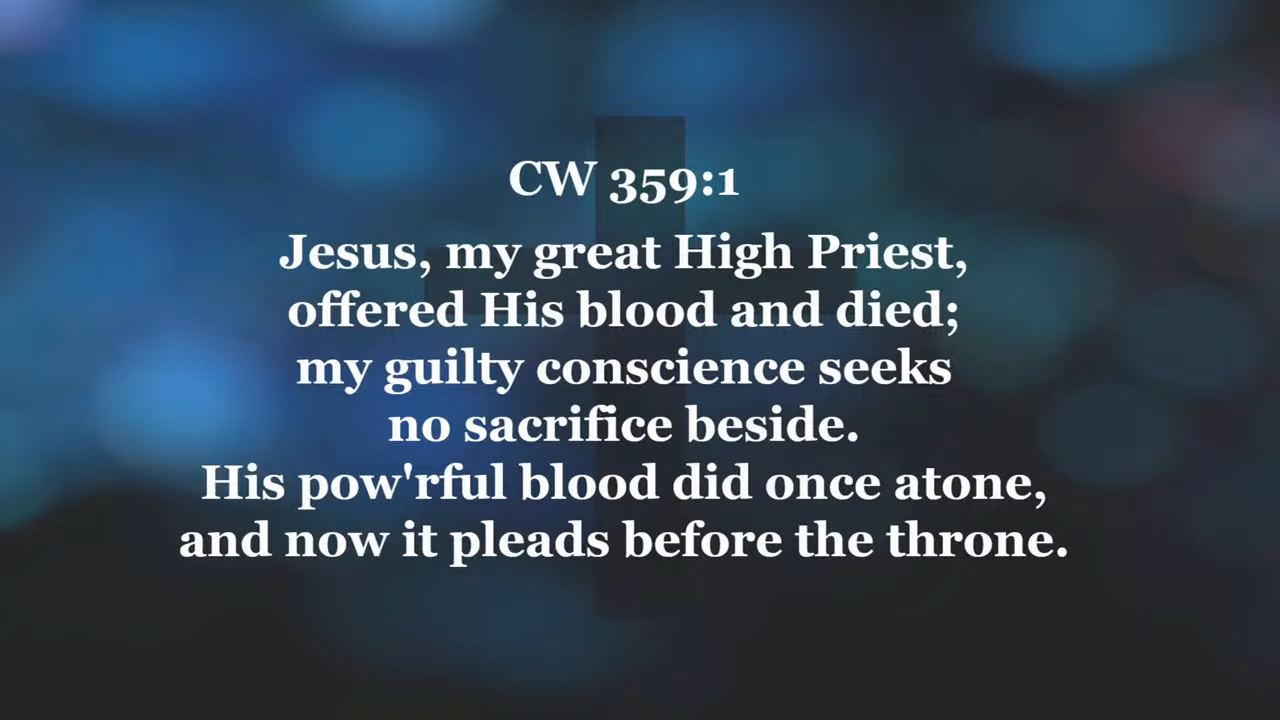 CW 359:1
Jesus, my great High Priest,
offered His blood and died;
my guilty conscience seeks
no sacrifice beside.
His pow'rful blood did once atone,
and now it pleads before the throne.